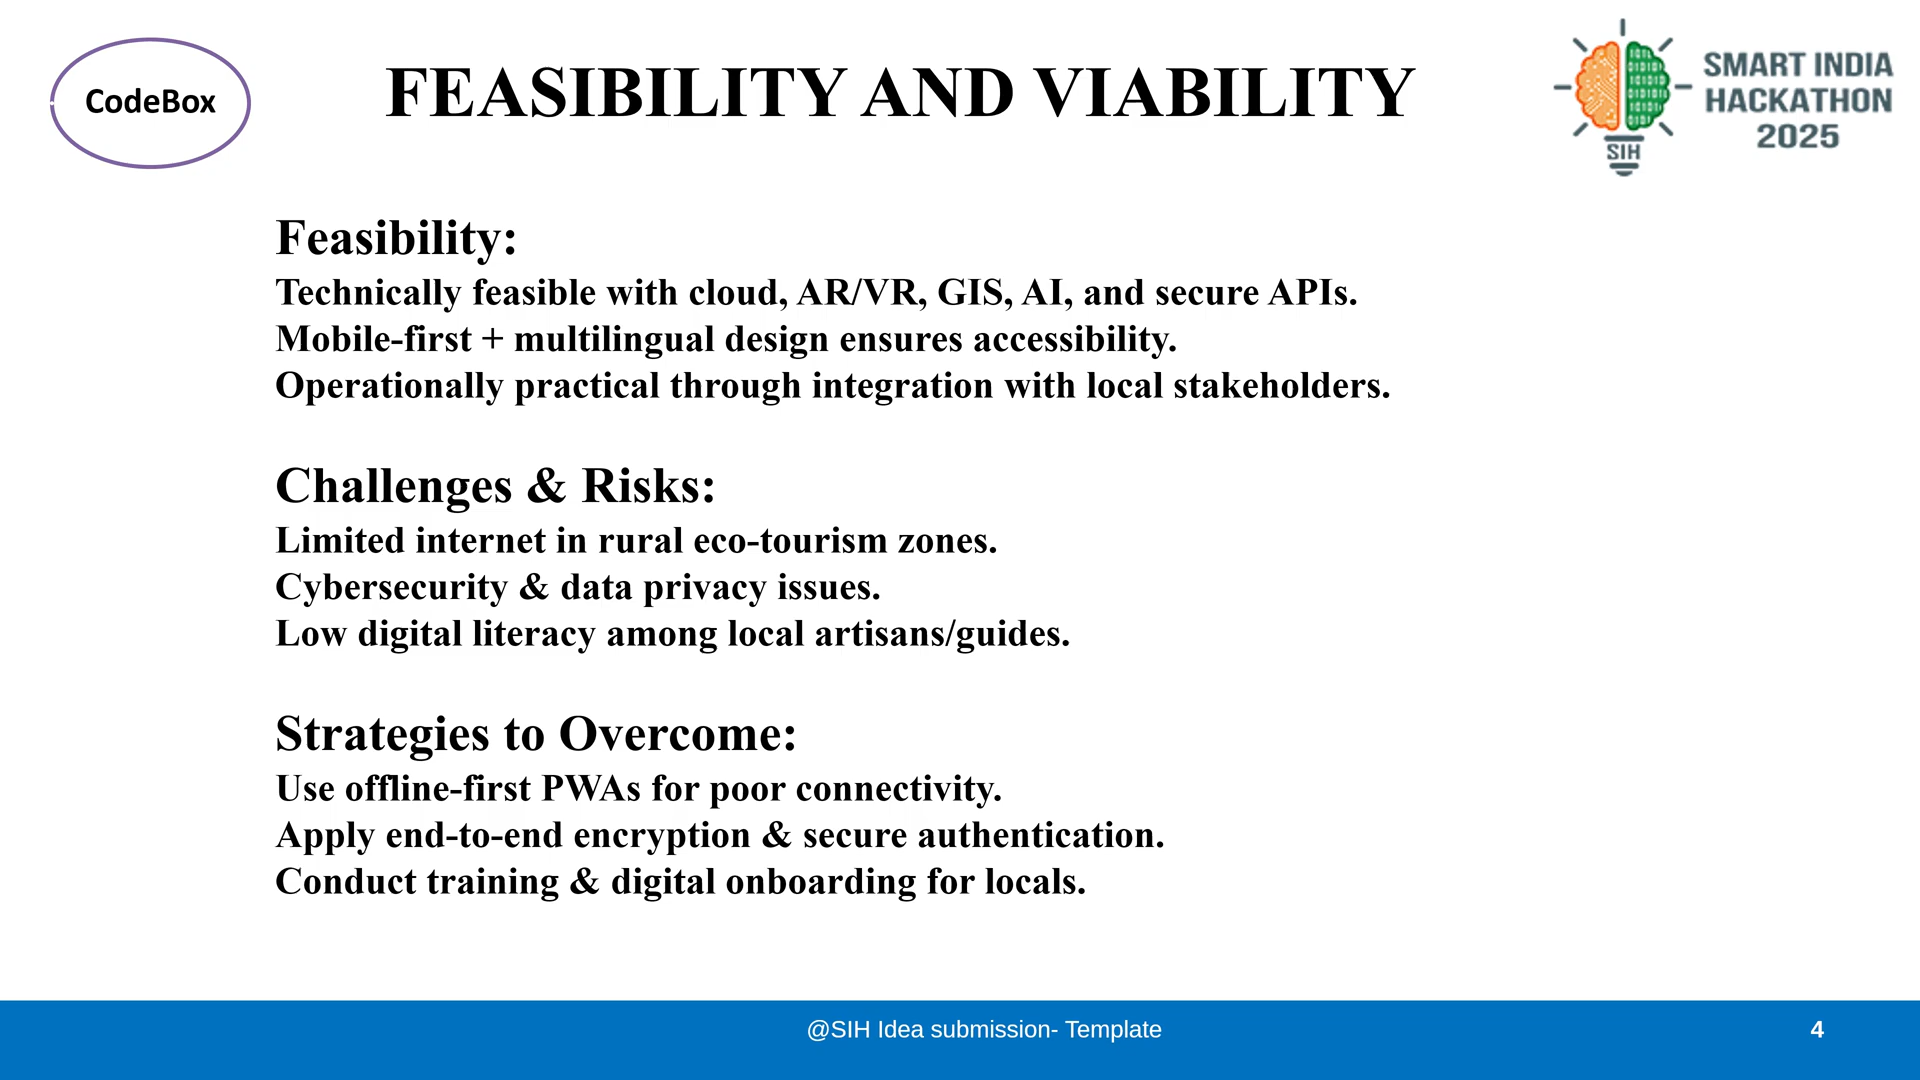 CodeBox
FEASIBILITY AND VIABILITY
SMART INDIA
HACKATHON
2025
SIH
Feasibility:
Technically feasible with cloud, AR/VR, GIS, AI, and secure APIs.
Mobile-first + multilingual design ensures accessibility.
Operationally practical through integration with local stakeholders.
Challenges & Risks:
Limited internet in rural eco-tourism zones.
Cybersecurity & data privacy issues.
Low digital literacy among local artisans/guides.
Strategies to Overcome:
Use offline-first PWAs for poor connectivity.
Apply end-to-end encryption & secure authentication.
Conduct training & digital onboarding for locals.
@SIH Idea submission- Template
4